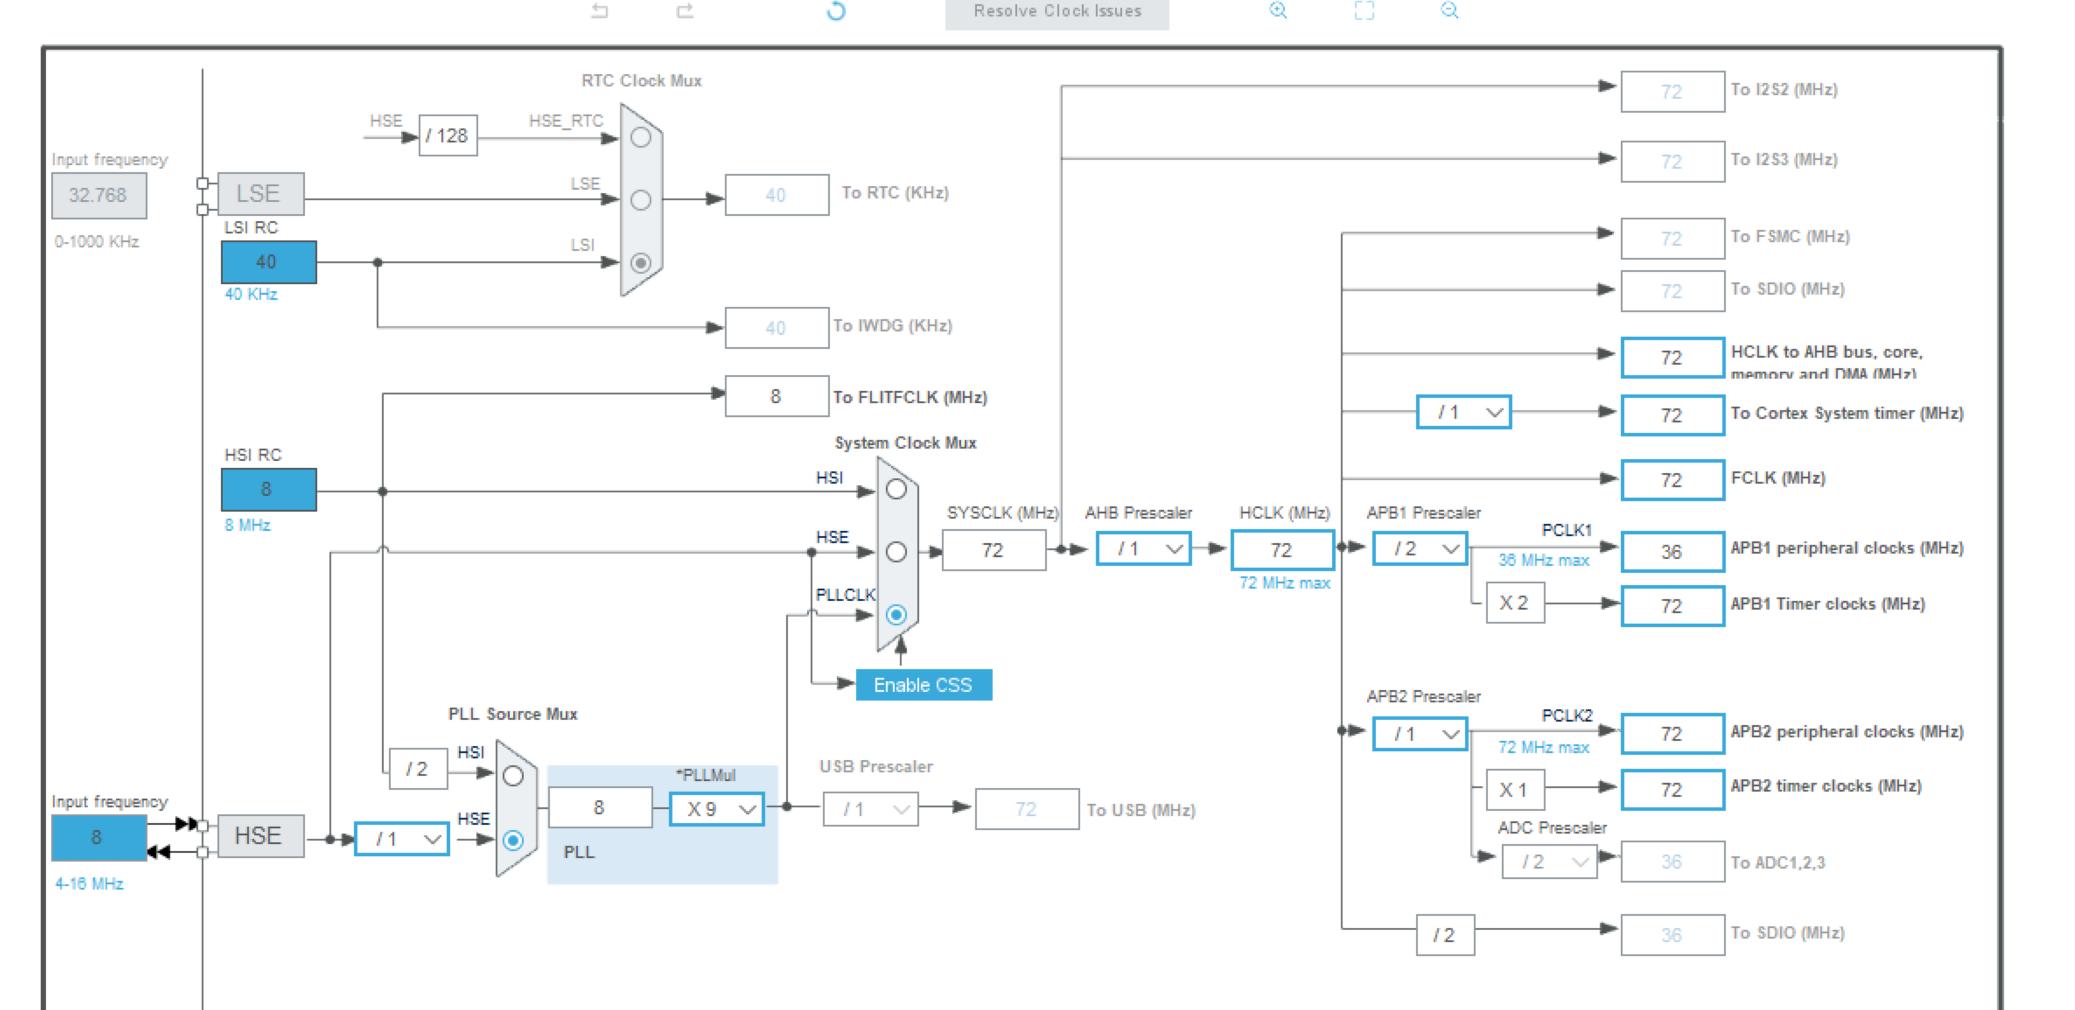 Resolve Clock Issues
RTC Clock Mux
HSE
/ 128
HSE_RTC
Input frequency
32.768
0-1000 KHz
LSE
LSE
40
To RTC (KHz)
LSI RC
40
40 KHz
LSI
40
To IWDG (KHz)
8
To FLITFCLK (MHz)
HSI RC
8
8 MHz
System Clock Mux
HSI
HSE
PLLCLK
Enable CSS
SYSCLK (MHz)
72
AHB Prescaler
/ 1
HCLK (MHz)
72
72 MHz max
PLL Source Mux
/ 2
HSI
HSE
Input frequency
8
4-16 MHz
HSE
/ 1
8
*PLLMul
X 9
PLL
USB Prescaler
/ 1
72
To USB (MHz)
72
To I2S2 (MHz)
72
To I2S3 (MHz)
72
To FSMC (MHz)
72
To SDIO (MHz)
72
HCLK to AHB bus, core,
memory and DMA (MHz)
/ 1
72
To Cortex System timer (MHz)
72
FCLK (MHz)
APB1 Prescaler
/ 2
PCLK1
36 MHz max
36
APB1 peripheral clocks (MHz)
X 2
72
APB1 Timer clocks (MHz)
APB2 Prescaler
/ 1
PCLK2
72 MHz max
72
APB2 peripheral clocks (MHz)
X 1
72
APB2 timer clocks (MHz)
ADC Prescaler
/ 2
36
To ADC1,2,3
/ 2
36
To SDIO (MHz)